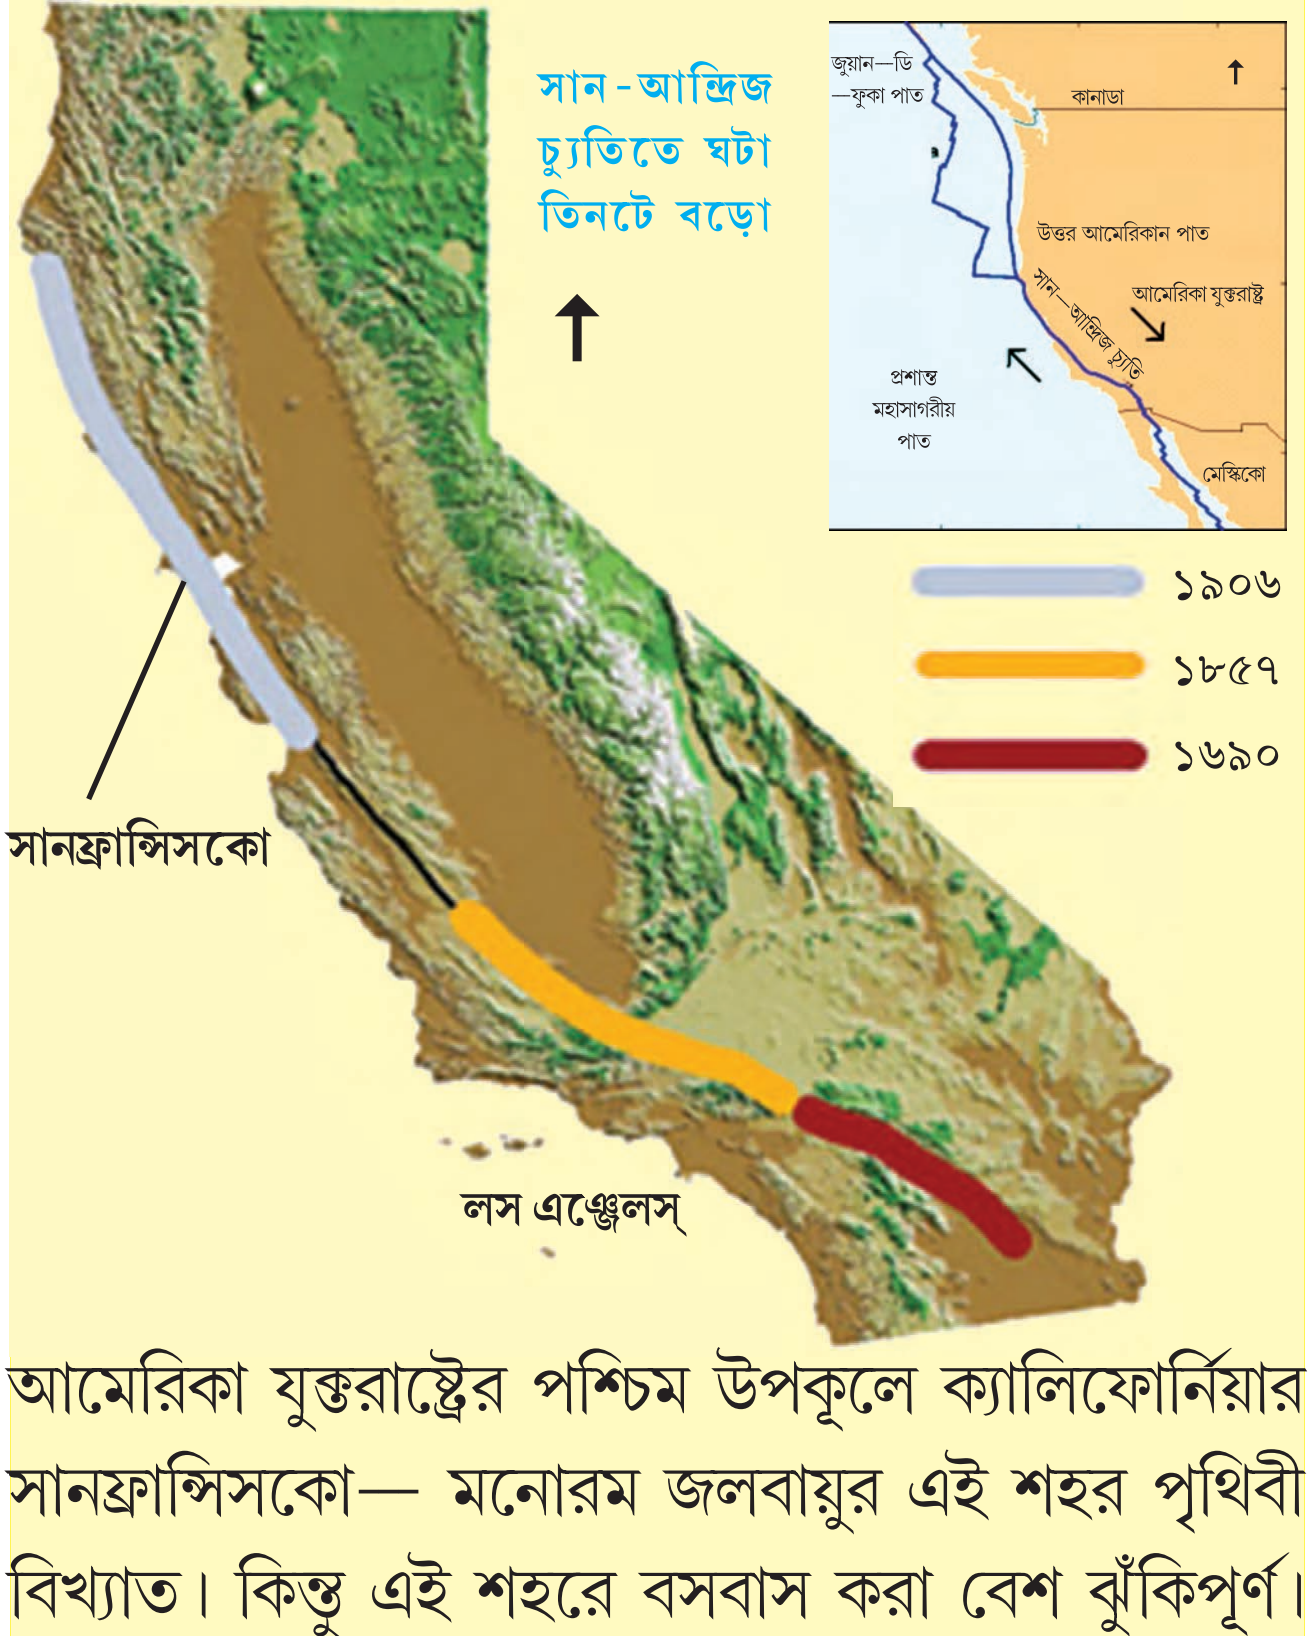 সান-আন্দ্রিজ
চ্যুতিতে ঘটা
তিনটে বড়ো
জুয়ান—ডি
—ফুকা পাত
কানাডা
উত্তর আমেরিকান পাত
আমেরিকা যুক্তরাষ্ট্র
সান—আন্দ্রিজ চ্যুতি
প্রশান্ত
মহাসাগরীয়
পাত
মেক্সিকো
১৯০৬
১৮৫৭
১৬৯০
সানফ্রান্সিসকো
লস এঞ্জেলস্
আমেরিকা যুক্তরাষ্ট্রের পশ্চিম উপকূলে ক্যালিফোর্নিয়ার
সানফ্রান্সিসকো— মনোরম জলবায়ুর এই শহর পৃথিবী
বিখ্যাত। কিন্তু এই শহরে বসবাস করা বেশ ঝুঁকিপূর্ণ।